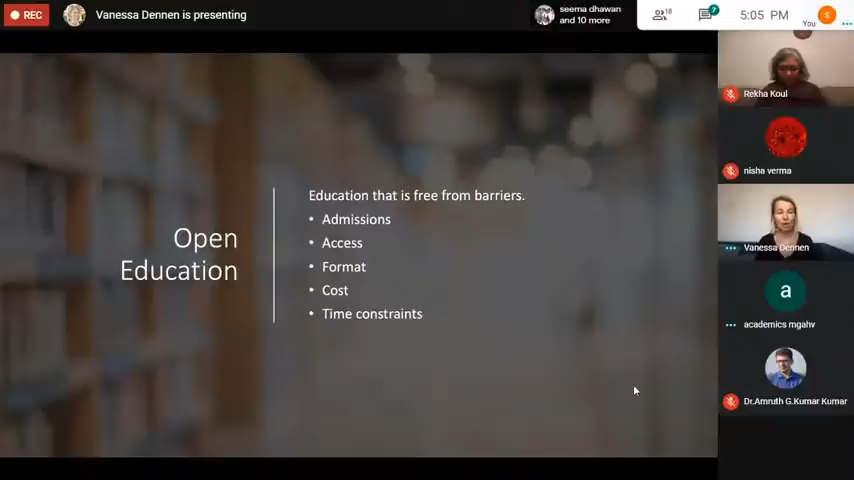 REC
Vanessa Dennen is presenting
seema dhawan
and 10 more
18
7
5:05 PM
You
S
Rekha Koul
nisha verma
Open
Education
Education that is free from barriers.
• Admissions
• Access
• Format
• Cost
• Time constraints
Vanessa Dennen
a
academics mgahv
Dr.Amruth G.Kumar Kumar